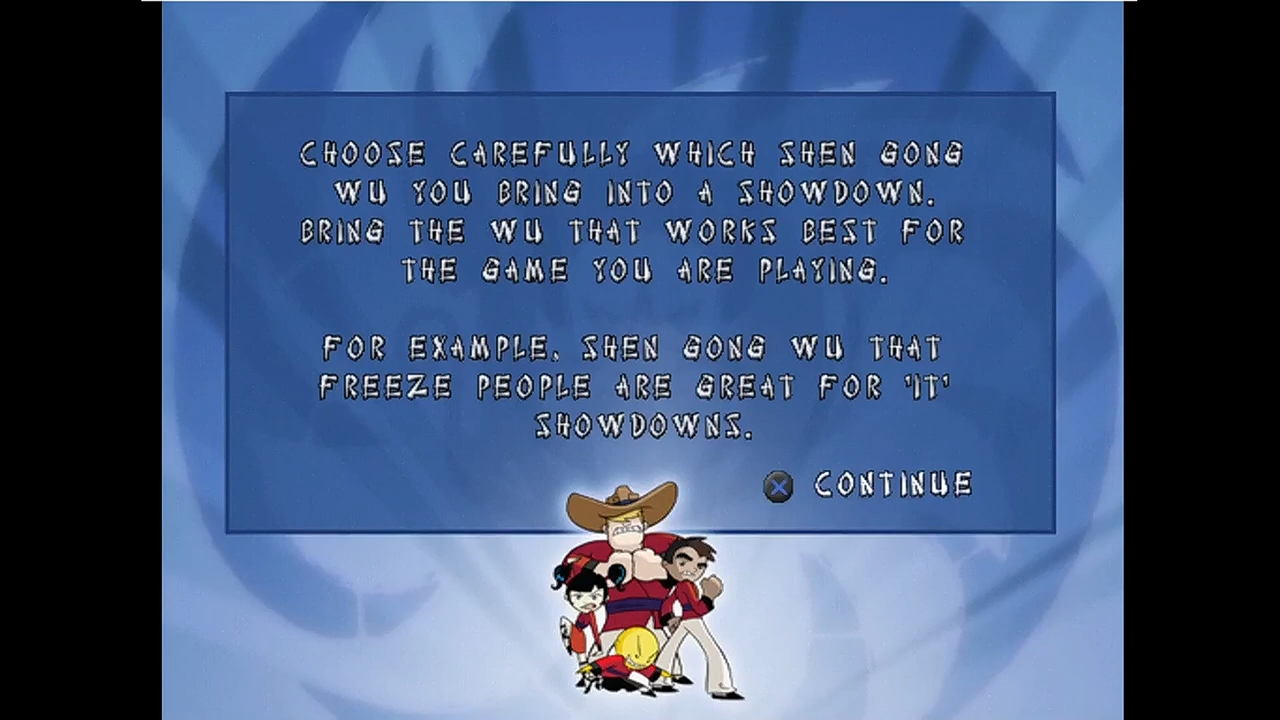 CHOOSE CAREFULLY WHICH SHEN GONG
WU YOU BRING INTO A SHOWDOWN.
BRING THE WU THAT WORKS BEST FOR
THE GAME YOU ARE PLAYING.
FOR EXAMPLE, SHEN GONG WU THAT
FREEZE PEOPLE ARE GREAT FOR 'IT'
SHOWDOWNS.
CONTINUE